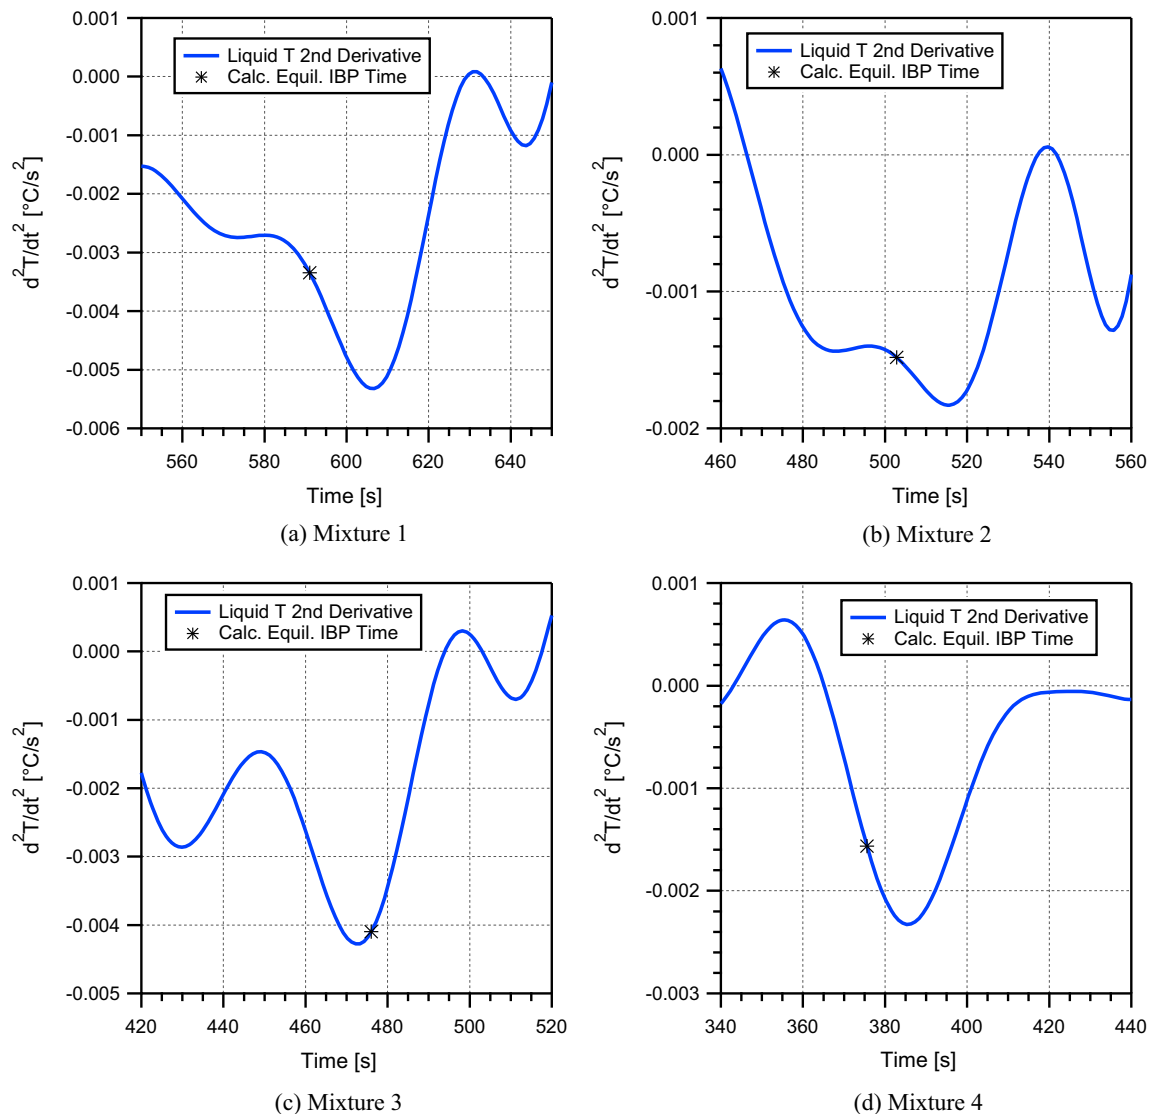 0.001
0.000
-0.001
-0.002
-0.003
-0.004
-0.005
-0.006
d²T/dt² [°C/s²]
Liquid T 2nd Derivative
Calc. Equil. IBP Time
560 580 600 620 640
Time [s]
(a) Mixture 1
0.001
0.000
-0.001
-0.002
d²T/dt² [°C/s²]
Liquid T 2nd Derivative
Calc. Equil. IBP Time
460 480 500 520 540 560
Time [s]
(b) Mixture 2
0.001
0.000
-0.001
-0.002
-0.003
-0.004
-0.005
d²T/dt² [°C/s²]
Liquid T 2nd Derivative
Calc. Equil. IBP Time
420 440 460 480 500 520
Time [s]
(c) Mixture 3
0.001
0.000
-0.001
-0.002
-0.003
d²T/dt² [°C/s²]
Liquid T 2nd Derivative
Calc. Equil. IBP Time
340 360 380 400 420 440
Time [s]
(d) Mixture 4